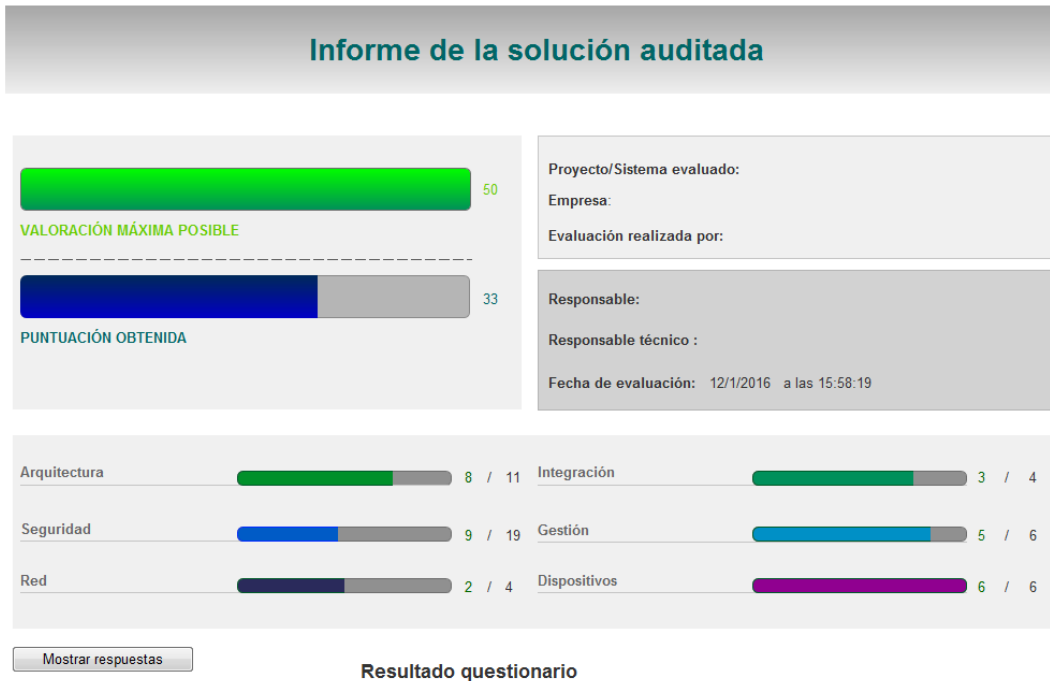 Informe de la solución auditada
50
VALORACIÓN MÁXIMA POSIBLE
33
PUNTUACIÓN OBTENIDA
Proyecto/Sistema evaluado:
Empresa:
Evaluación realizada por:
Responsable:
Responsable técnico :
Fecha de evaluación: 12/1/2016 a las 15:58:19
Arquitectura 8 / 11
Integración 3 / 4
Seguridad 9 / 19
Gestión 5 / 6
Red 2 / 4
Dispositivos 6 / 6
Mostrar respuestas
Resultado questionario